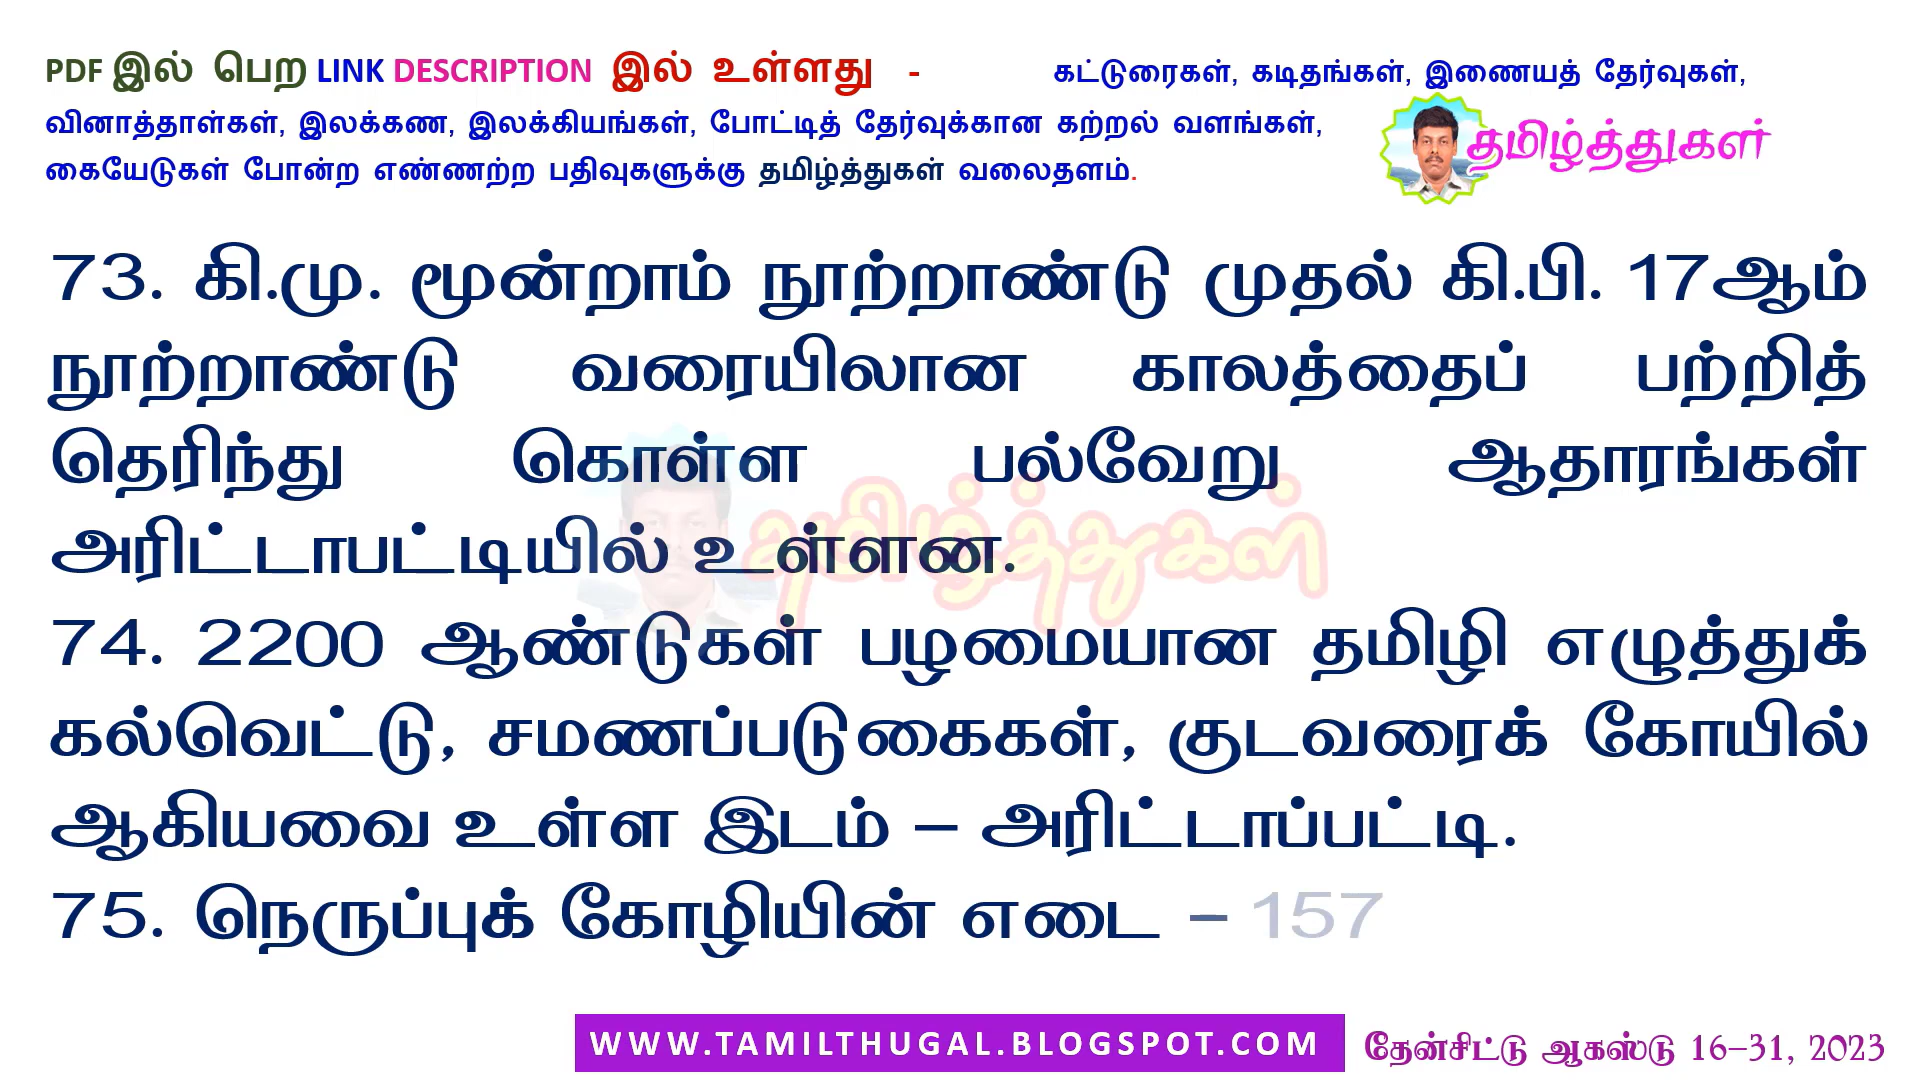 PDF இல் பெற LINK DESCRIPTION இல் உள்ளது - கட்டுரைகள், கடிதங்கள், இணையத் தேர்வுகள்,
வினாத்தாள்கள், இலக்கண, இலக்கியங்கள், போட்டித் தேர்வுக்கான கற்றல் வளங்கள்,
கையேடுகள் போன்ற எண்ணற்ற பதிவுகளுக்கு தமிழ்த்துகள் வலைதளம்.
தமிழ்த்துகள்
73. கி.மு. மூன்றாம் நூற்றாண்டு முதல் கி.பி. 17ஆம்
நூற்றாண்டு வரையிலான காலத்தைப் பற்றித்
தெரிந்து கொள்ள பல்வேறு ஆதாரங்கள்
அரிட்டாபட்டியில் உள்ளன.
தமிழ்த்துகள்
74. 2200 ஆண்டுகள் பழமையான தமிழி எழுத்துக்
கல்வெட்டு, சமணப்படுகைகள், குடவரைக் கோயில்
ஆகியவை உள்ள இடம் – அரிட்டாப்பட்டி.
75. நெருப்புக் கோழியின் எடை – 157
WWW.TAMILTHUGAL.BLOGSPOT.COM
தேன்சிட்டு ஆகஸ்டு 16–31, 2023